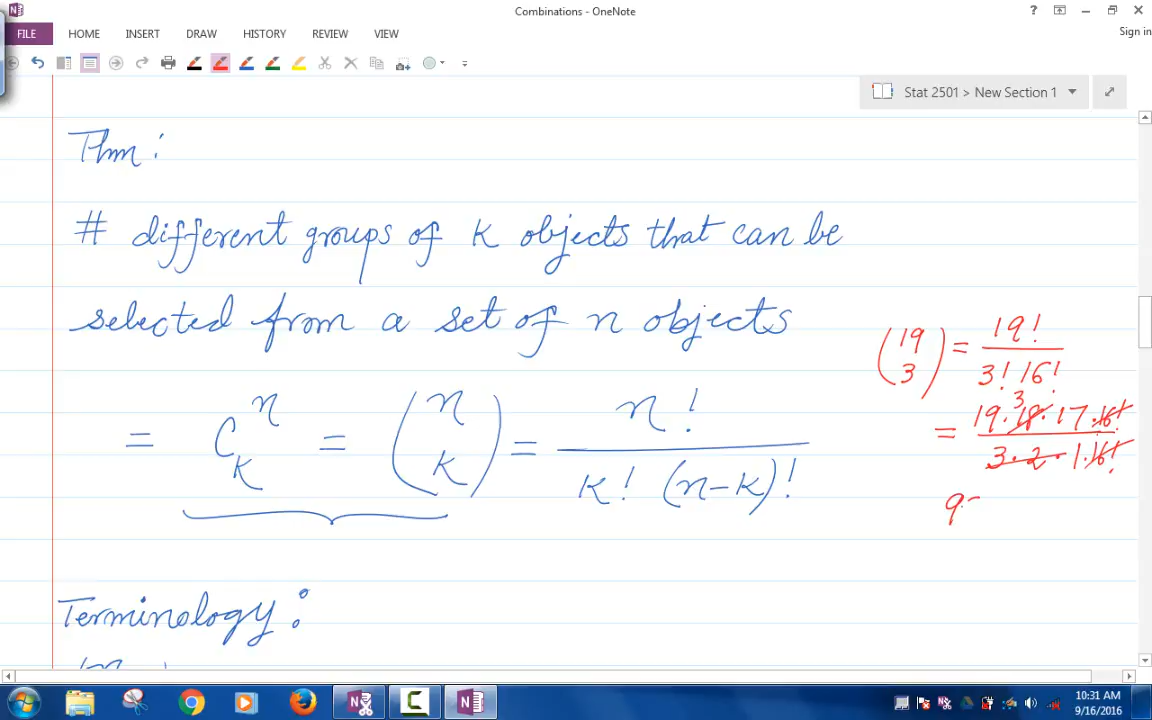 Combinations - OneNote
Sign in
FILE HOME INSERT DRAW HISTORY REVIEW VIEW
Stat 2501 > New Section 1
Thm:
# different groups of k objects that can be
selected from a set of n objects
= C^n_k = (n k) = n! / k! (n-k)!
(19 3) = 19! / 3! 16!
= 19 · 18 · 17 · 16! / 3 · 2 · 1 · 16!
3
9
Terminology:
10:31 AM
9/16/2016